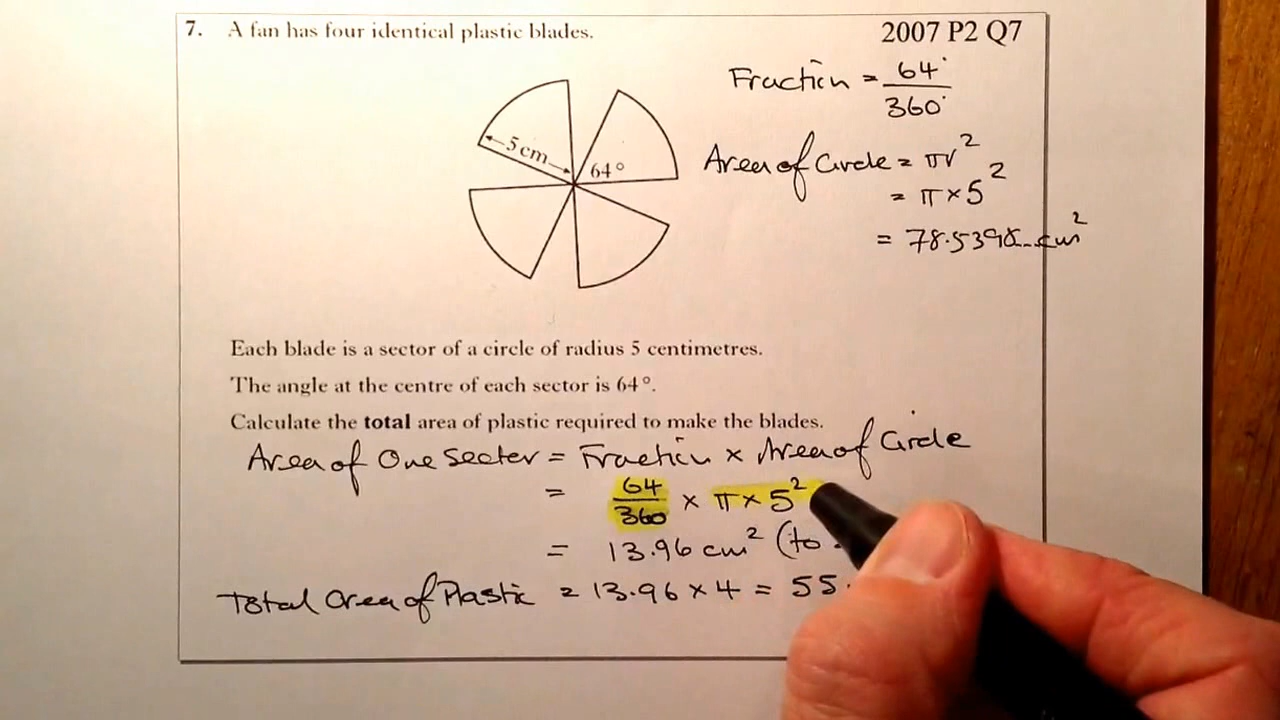 7. A fan has four identical plastic blades.
2007 P2 Q7
Fraction = 64°
360°
5 cm
64°
Area of Circle = πr²
= π × 5²
= 78.5398... cm²
Each blade is a sector of a circle of radius 5 centimetres.
The angle at the centre of each sector is 64°.
Calculate the total area of plastic required to make the blades.
Area of One Sector = Fraction × Area of Circle
= 64
360 × π × 5²
= 13.96 cm² (to
Total Area of Plastic = 13.96 × 4 = 55.